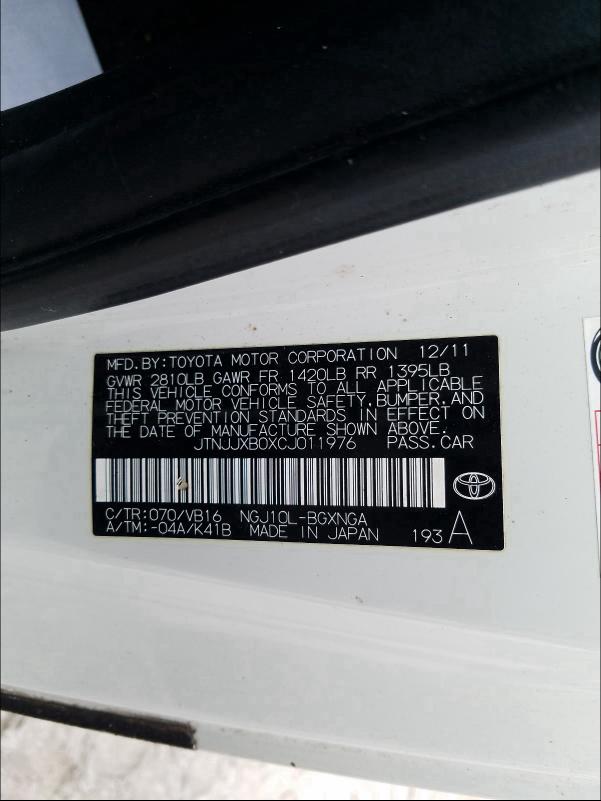 MFD.BY:TOYOTA MOTOR CORPORATION 12/11
GVWR 2810LB GAWR FR 1420LB RR 1395LB
THIS VEHICLE CONFORMS TO ALL APPLICABLE
FEDERAL MOTOR VEHICLE SAFETY,BUMPER,AND
THEFT PREVENTION STANDARDS IN EFFECT ON
THE DATE OF MANUFACTURE SHOWN ABOVE.
JTNJJXB0XCJ011976 PASS.CAR
C/TR:070/VB16 NGJ10L-BGXNGA
A/TM:-04A/K41B MADE IN JAPAN 193 A